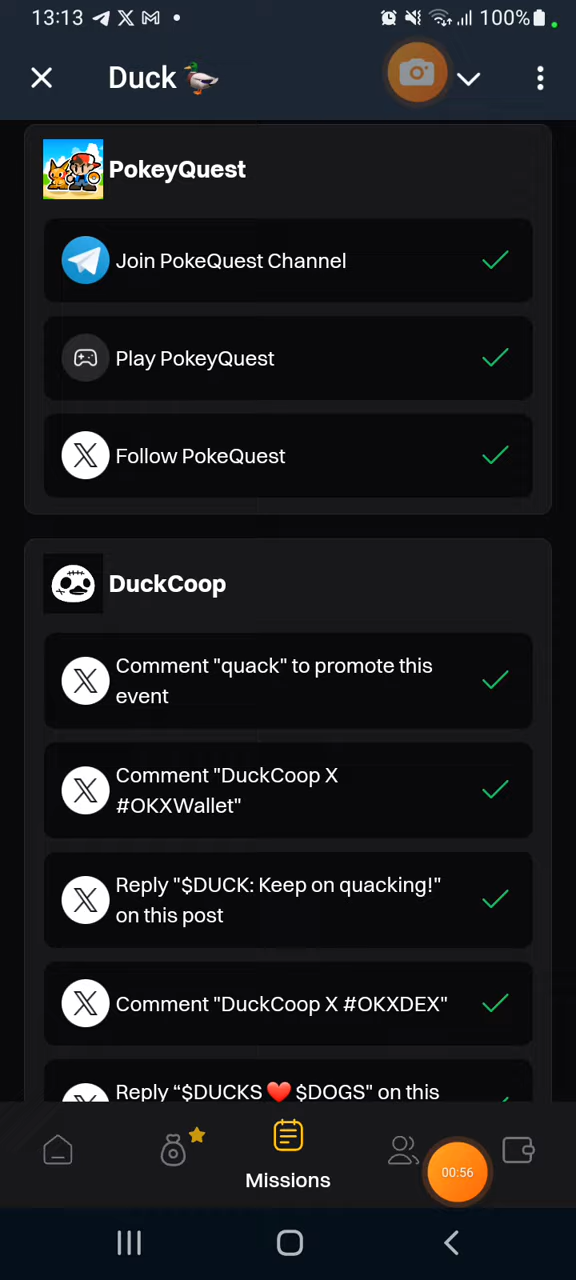 13:13
100%
Duck 🦆
PokeyQuest
Join PokeQuest Channel
Play PokeyQuest
Follow PokeQuest
DuckCoop
Comment "quack" to promote this
event
Comment "DuckCoop X
#OKXWallet"
Reply "$DUCK: Keep on quacking!"
on this post
Comment "DuckCoop X #OKXDEX"
Reply “$DUCKS ❤️ $DOGS" on this
Missions
00:56